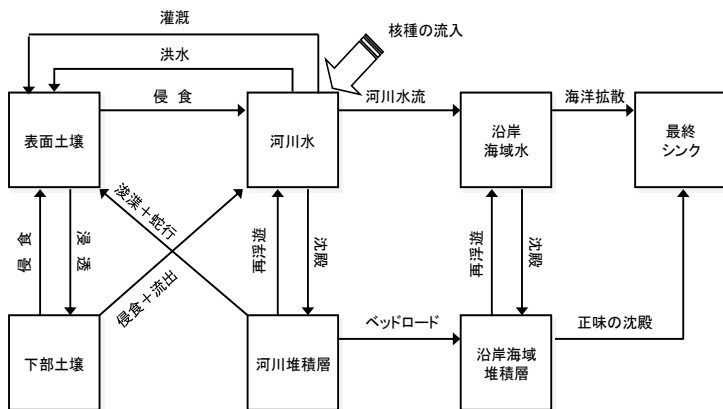 灌漑
核種の流入
洪水
侵 食
河川水流
海洋拡散
表面土壌
河川水
沿岸
海域水
最終
シンク
浚渫+蛇行
侵 食
浸 透
侵食+流出
再浮遊
沈殿
再浮遊
沈殿
ベッドロード
正味の沈殿
下部土壌
河川堆積層
沿岸海域
堆積層